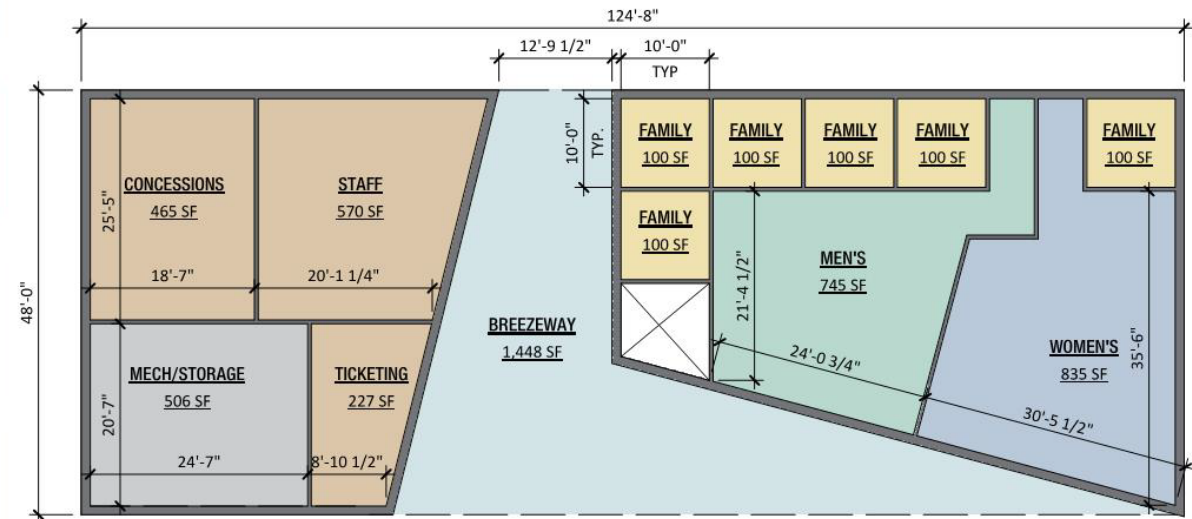 124'-8"
12'-9 1/2"
10'-0"
TYP
10'-0"
TYP.
FAMILY
100 SF
FAMILY
100 SF
FAMILY
100 SF
FAMILY
100 SF
FAMILY
100 SF
CONCESSIONS
465 SF
STAFF
570 SF
25'-5"
FAMILY
100 SF
18'-7"
20'-1 1/4"
MEN'S
745 SF
21'-4 1/2"
48'-0"
BREEZEWAY
1,448 SF
WOMEN'S
835 SF
35'-6"
24'-0 3/4"
MECH/STORAGE
506 SF
TICKETING
227 SF
20'-7"
30'-5 1/2"
24'-7"
8'-10 1/2"